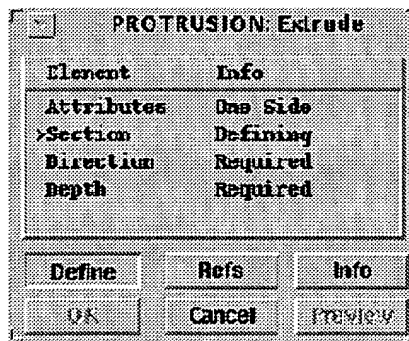 PROTRUSION: Extrude
Element Info
Attributes One Side
>Section Defining
Direction Required
Depth Required
Define Refs Info
OK Cancel Preview